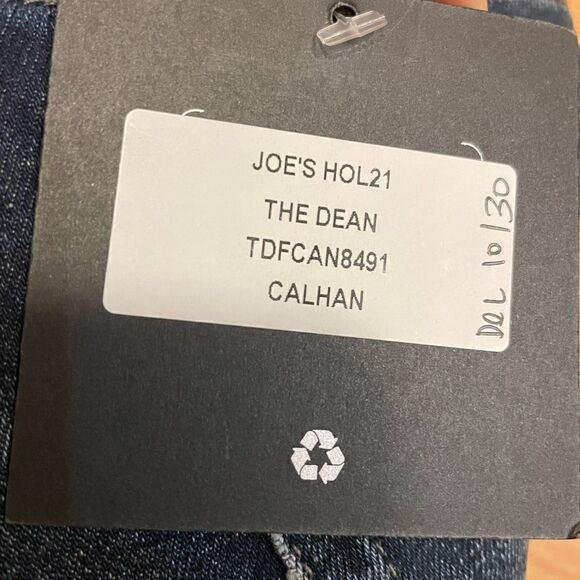 JOE'S HOL21
THE DEAN
TDFCAN8491
CALHAN
DEL 10/30